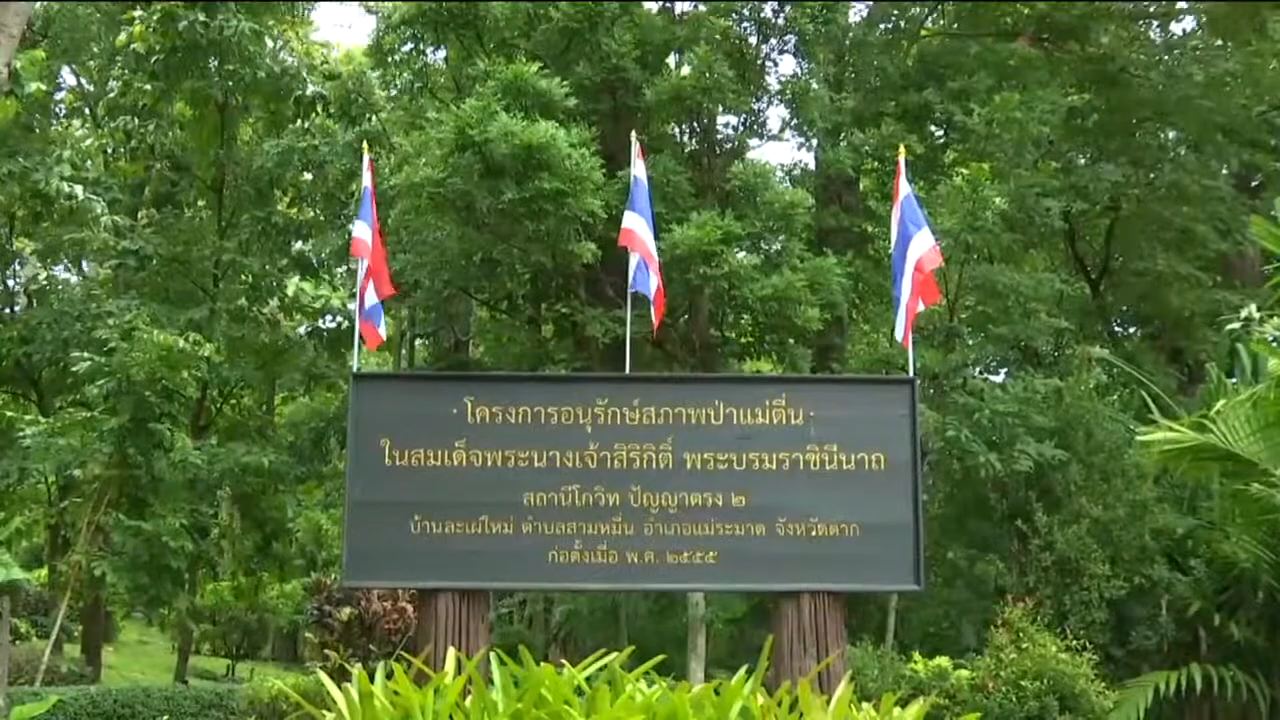 ·โครงการอนุรักษ์สภาพป่าแม่ตื่น·
ในสมเด็จพระนางเจ้าสิริกิติ์ พระบรมราชินีนาถ
สถานีโกวิท ปัญญาตรง ๒
บ้านละเผ่ใหม่ ตำบลสามหมื่น อำเภอแม่ระมาด จังหวัดตาก
ก่อตั้งเมื่อ พ.ศ. ๒๕๕๕